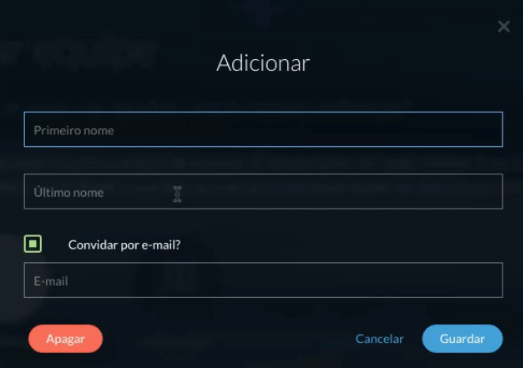 Adicionar
Primeiro nome
Último nome
Convidar por e-mail?
E-mail
Apagar
Cancelar
Guardar